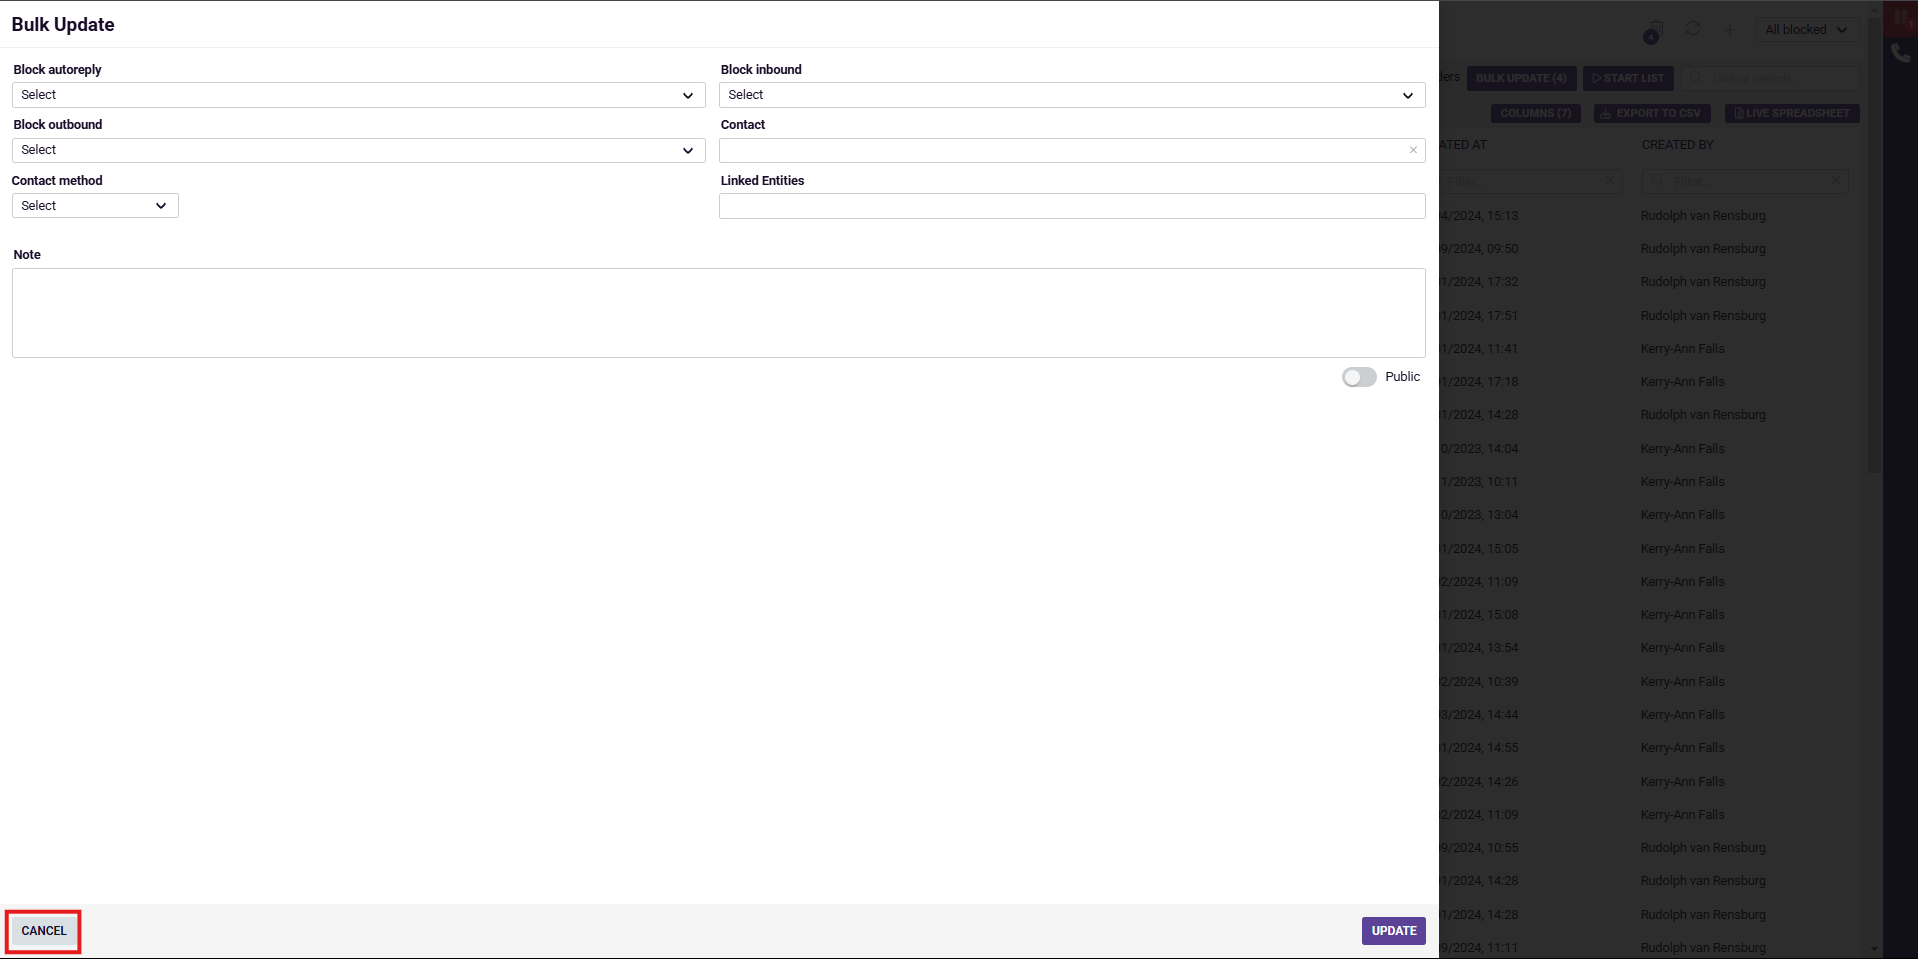 Bulk Update
Block autoreply
Select
Block inbound
Select
Block outbound
Select
Contact
Contact method
Select
Linked Entities
Note
Public
CANCEL
UPDATE
4
All blocked
1
ders
BULK UPDATE (4)
START LIST
Global search...
COLUMNS (7)
EXPORT TO CSV
LIVE SPREADSHEET
ATED AT
CREATED BY
Filter...
Filter...
4/2024, 15:13 Rudolph van Rensburg
9/2024, 09:50 Rudolph van Rensburg
1/2024, 17:32 Rudolph van Rensburg
1/2024, 17:51 Rudolph van Rensburg
1/2024, 11:41 Kerry-Ann Falls
1/2024, 17:18 Kerry-Ann Falls
1/2024, 14:28 Rudolph van Rensburg
0/2023, 14:04 Kerry-Ann Falls
1/2023, 10:11 Kerry-Ann Falls
0/2023, 13:04 Kerry-Ann Falls
1/2024, 15:05 Kerry-Ann Falls
2/2024, 11:09 Kerry-Ann Falls
1/2024, 15:08 Kerry-Ann Falls
1/2024, 13:54 Kerry-Ann Falls
2/2024, 10:39 Kerry-Ann Falls
3/2024, 14:44 Kerry-Ann Falls
1/2024, 14:55 Kerry-Ann Falls
2/2024, 14:26 Kerry-Ann Falls
2/2024, 11:09 Kerry-Ann Falls
9/2024, 10:55 Rudolph van Rensburg
1/2024, 14:28 Rudolph van Rensburg
1/2024, 14:28 Rudolph van Rensburg
9/2024, 11:11 Rudolph van Rensburg